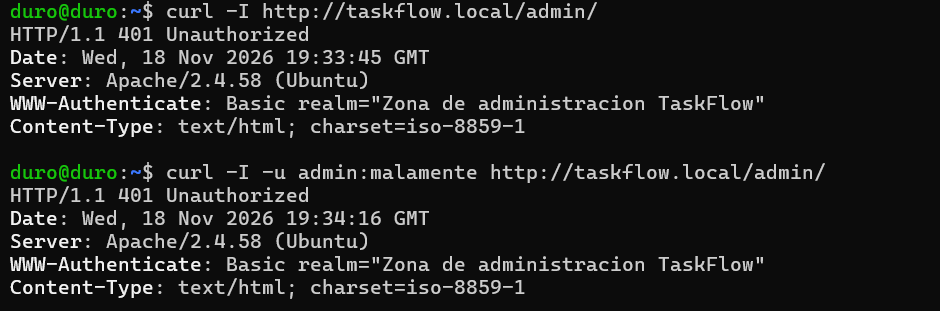 duro@duro:~$ curl -I http://taskflow.local/admin/
HTTP/1.1 401 Unauthorized
Date: Wed, 18 Nov 2026 19:33:45 GMT
Server: Apache/2.4.58 (Ubuntu)
WWW-Authenticate: Basic realm="Zona de administracion TaskFlow"
Content-Type: text/html; charset=iso-8859-1
duro@duro:~$ curl -I -u admin:malamente http://taskflow.local/admin/
HTTP/1.1 401 Unauthorized
Date: Wed, 18 Nov 2026 19:34:16 GMT
Server: Apache/2.4.58 (Ubuntu)
WWW-Authenticate: Basic realm="Zona de administracion TaskFlow"
Content-Type: text/html; charset=iso-8859-1